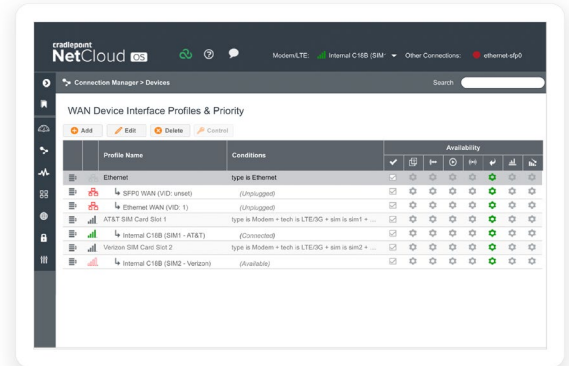 cradlepoint
NetCloud OS
Modem/LTE: Internal C18B (SIM- Other Connections: ethernet-sfp0
Connection Manager > Devices Search
WAN Device Interface Profiles & Priority
Add Edit Delete Control
Profile Name Conditions Availability
Ethernet type is Ethernet
SFP0 WAN (VID: unset) (Unplugged)
Ethernet WAN (VID: 1) (Unplugged)
AT&T SIM Card Slot 1 type is Modem + tech is LTE/3G + sim is sim1 + ...
Internal C18B (SIM1 - AT&T) (Connected)
Verizon SIM Card Slot 2 type is Modem + tech is LTE/3G + sim is sim2 + ...
Internal C18B (SIM2 - Verizon) (Available)